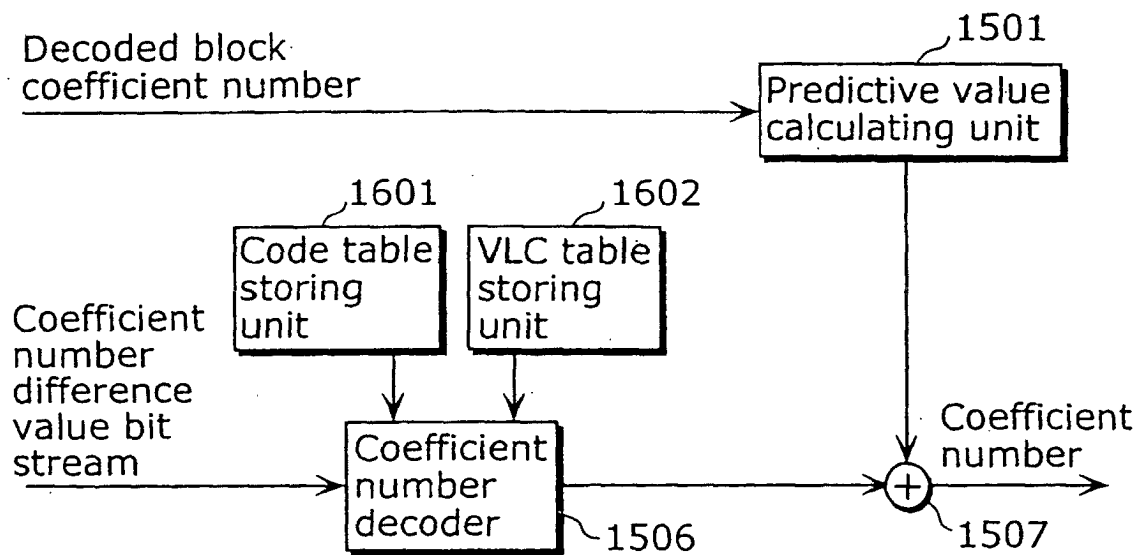 1501
Decoded block
coefficient number
Predictive value
calculating unit
1601
1602
Code table
storing
unit
VLC table
storing
unit
Coefficient
number
difference
value bit
stream
Coefficient
number
decoder
1506
Coefficient
number
+
1507